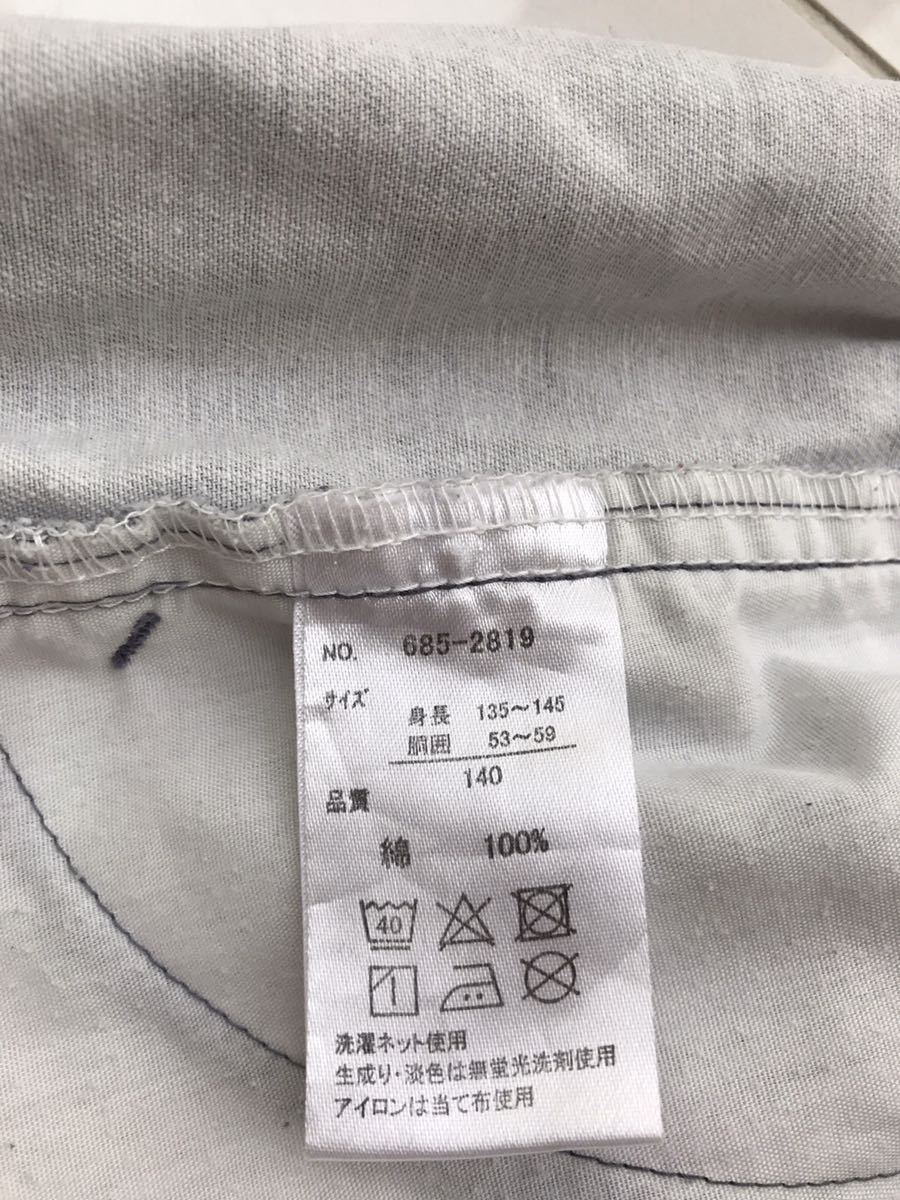 NO. 685-2819
サイズ
身長 135~145
胴囲 53~59
140
品質
綿 100%
40
洗濯ネット使用
生成り・淡色は無蛍光洗剤使用
アイロンは当て布使用